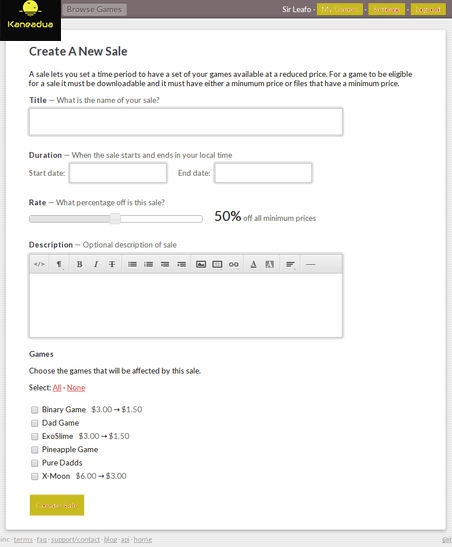 Kaneadua
Browse Games
Sir Leafo · My Games · Settings · Log out
Create A New Sale
A sale lets you set a time period to have a set of your games available at a reduced price. For a game to be eligible
for a sale it must be downloadable and it must have either a minumum price or files that have a minimum price.
Title — What is the name of your sale?
Duration — When the sale starts and ends in your local time
Start date: End date:
Rate — What percentage off is this sale?
50% off all minimum prices
Description — Optional description of sale
Games
Choose the games that will be affected by this sale.
Select: All · None
Binary Game $3.00 → $1.50
Dad Game
ExoSlime $3.00 → $1.50
Pineapple Game
Pure Dadds
X-Moon $6.00 → $3.00
Create sale
inc · terms · faq · support/contact · blog · api · home
@it